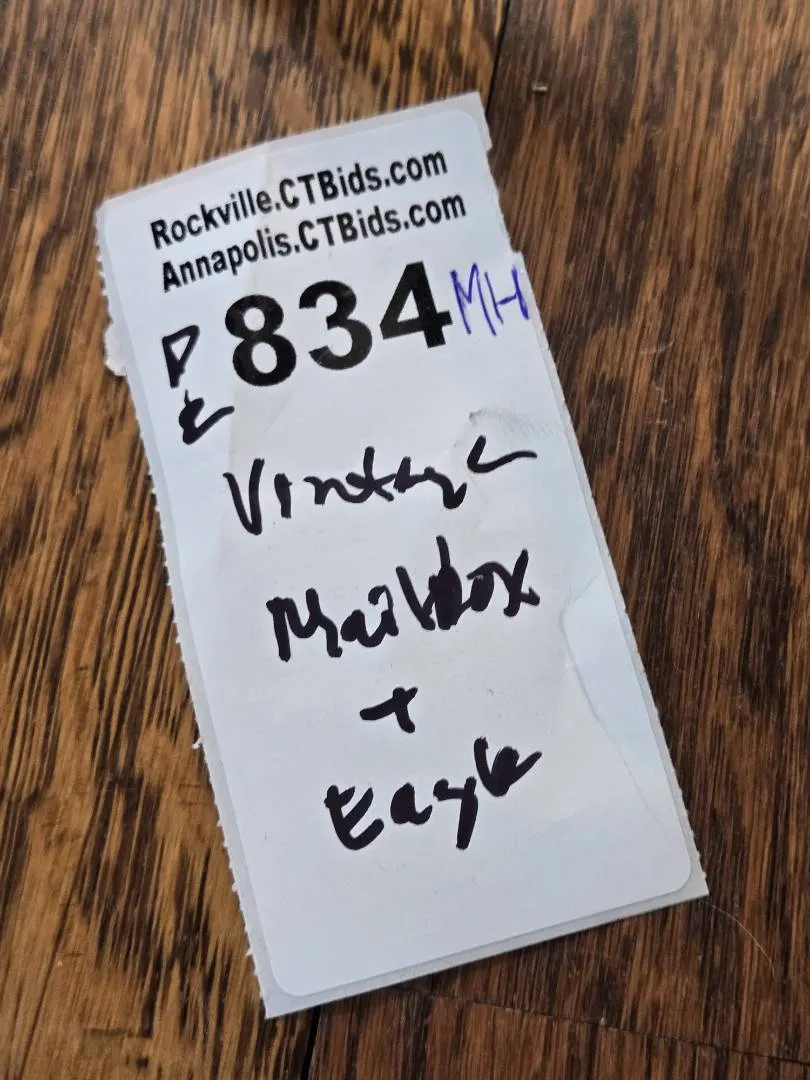 Rockville.CTBids.com
Annapolis.CTBids.com
834 MH
Vintage
Mailbox
+
Eagle